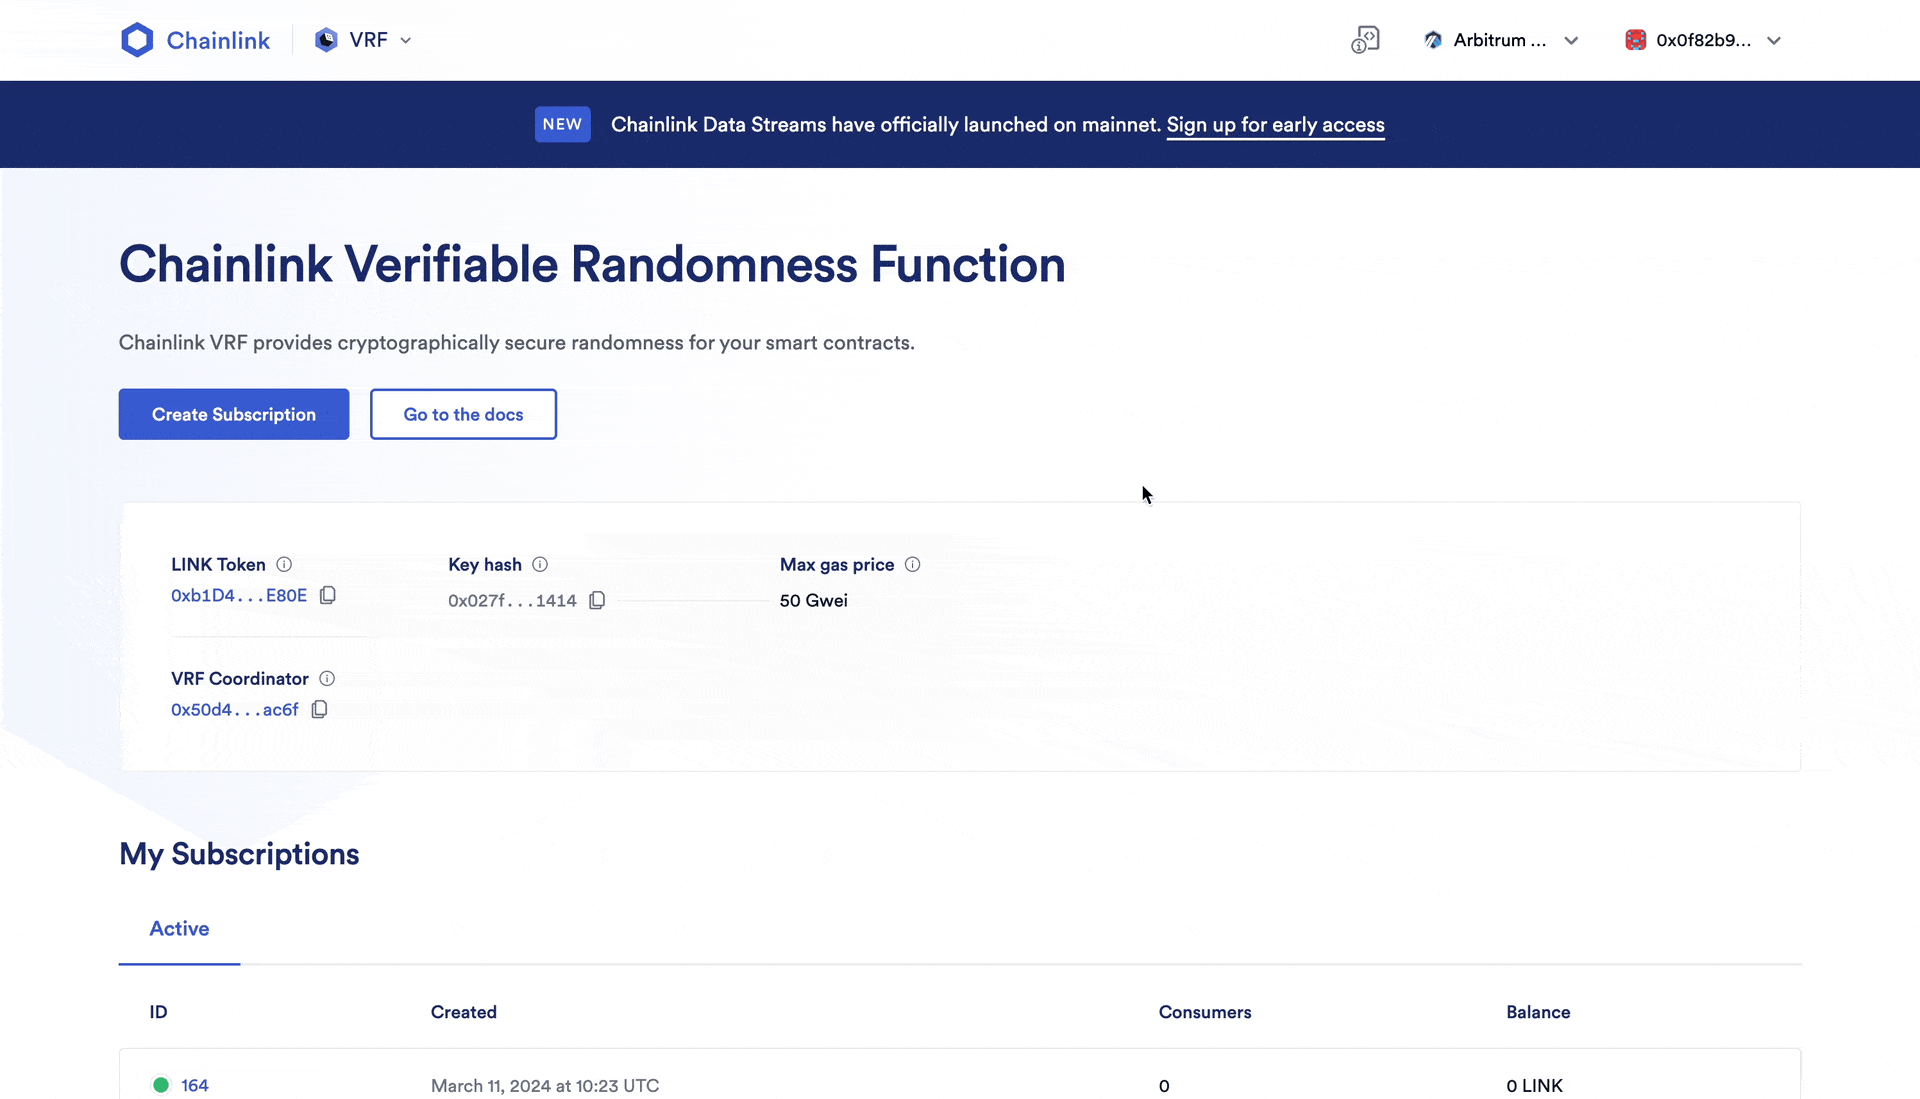 Chainlink VRF Arbitrum ... 0x0f82b9...
NEW Chainlink Data Streams have officially launched on mainnet. Sign up for early access
Chainlink Verifiable Randomness Function
Chainlink VRF provides cryptographically secure randomness for your smart contracts.
Create Subscription Go to the docs
LINK Token Key hash Max gas price
0xb1D4...E80E 0x027f...1414 50 Gwei
VRF Coordinator
0x50d4...ac6f
My Subscriptions
Active
ID Created Consumers Balance
164 March 11, 2024 at 10:23 UTC 0 0 LINK